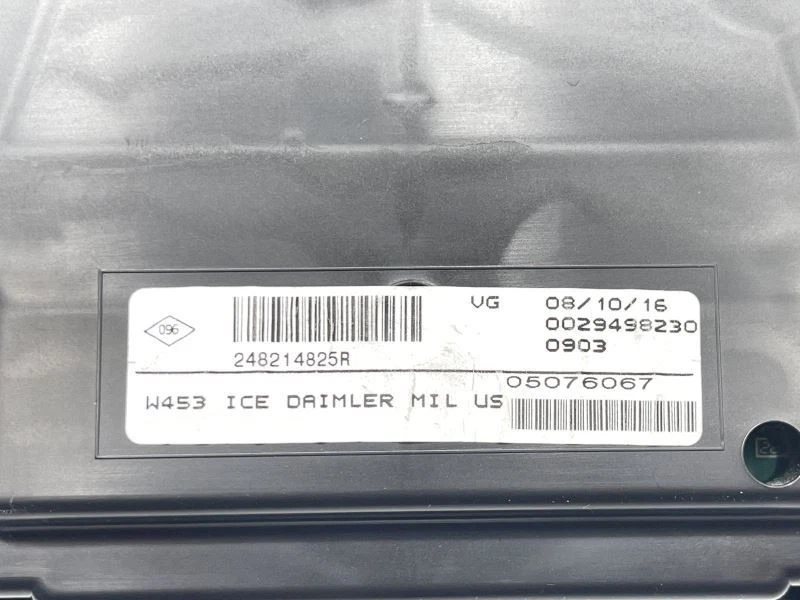 096
248214825R
VG 08/10/16
0029498230
0903
05076067
W453 ICE DAIMLER MIL US